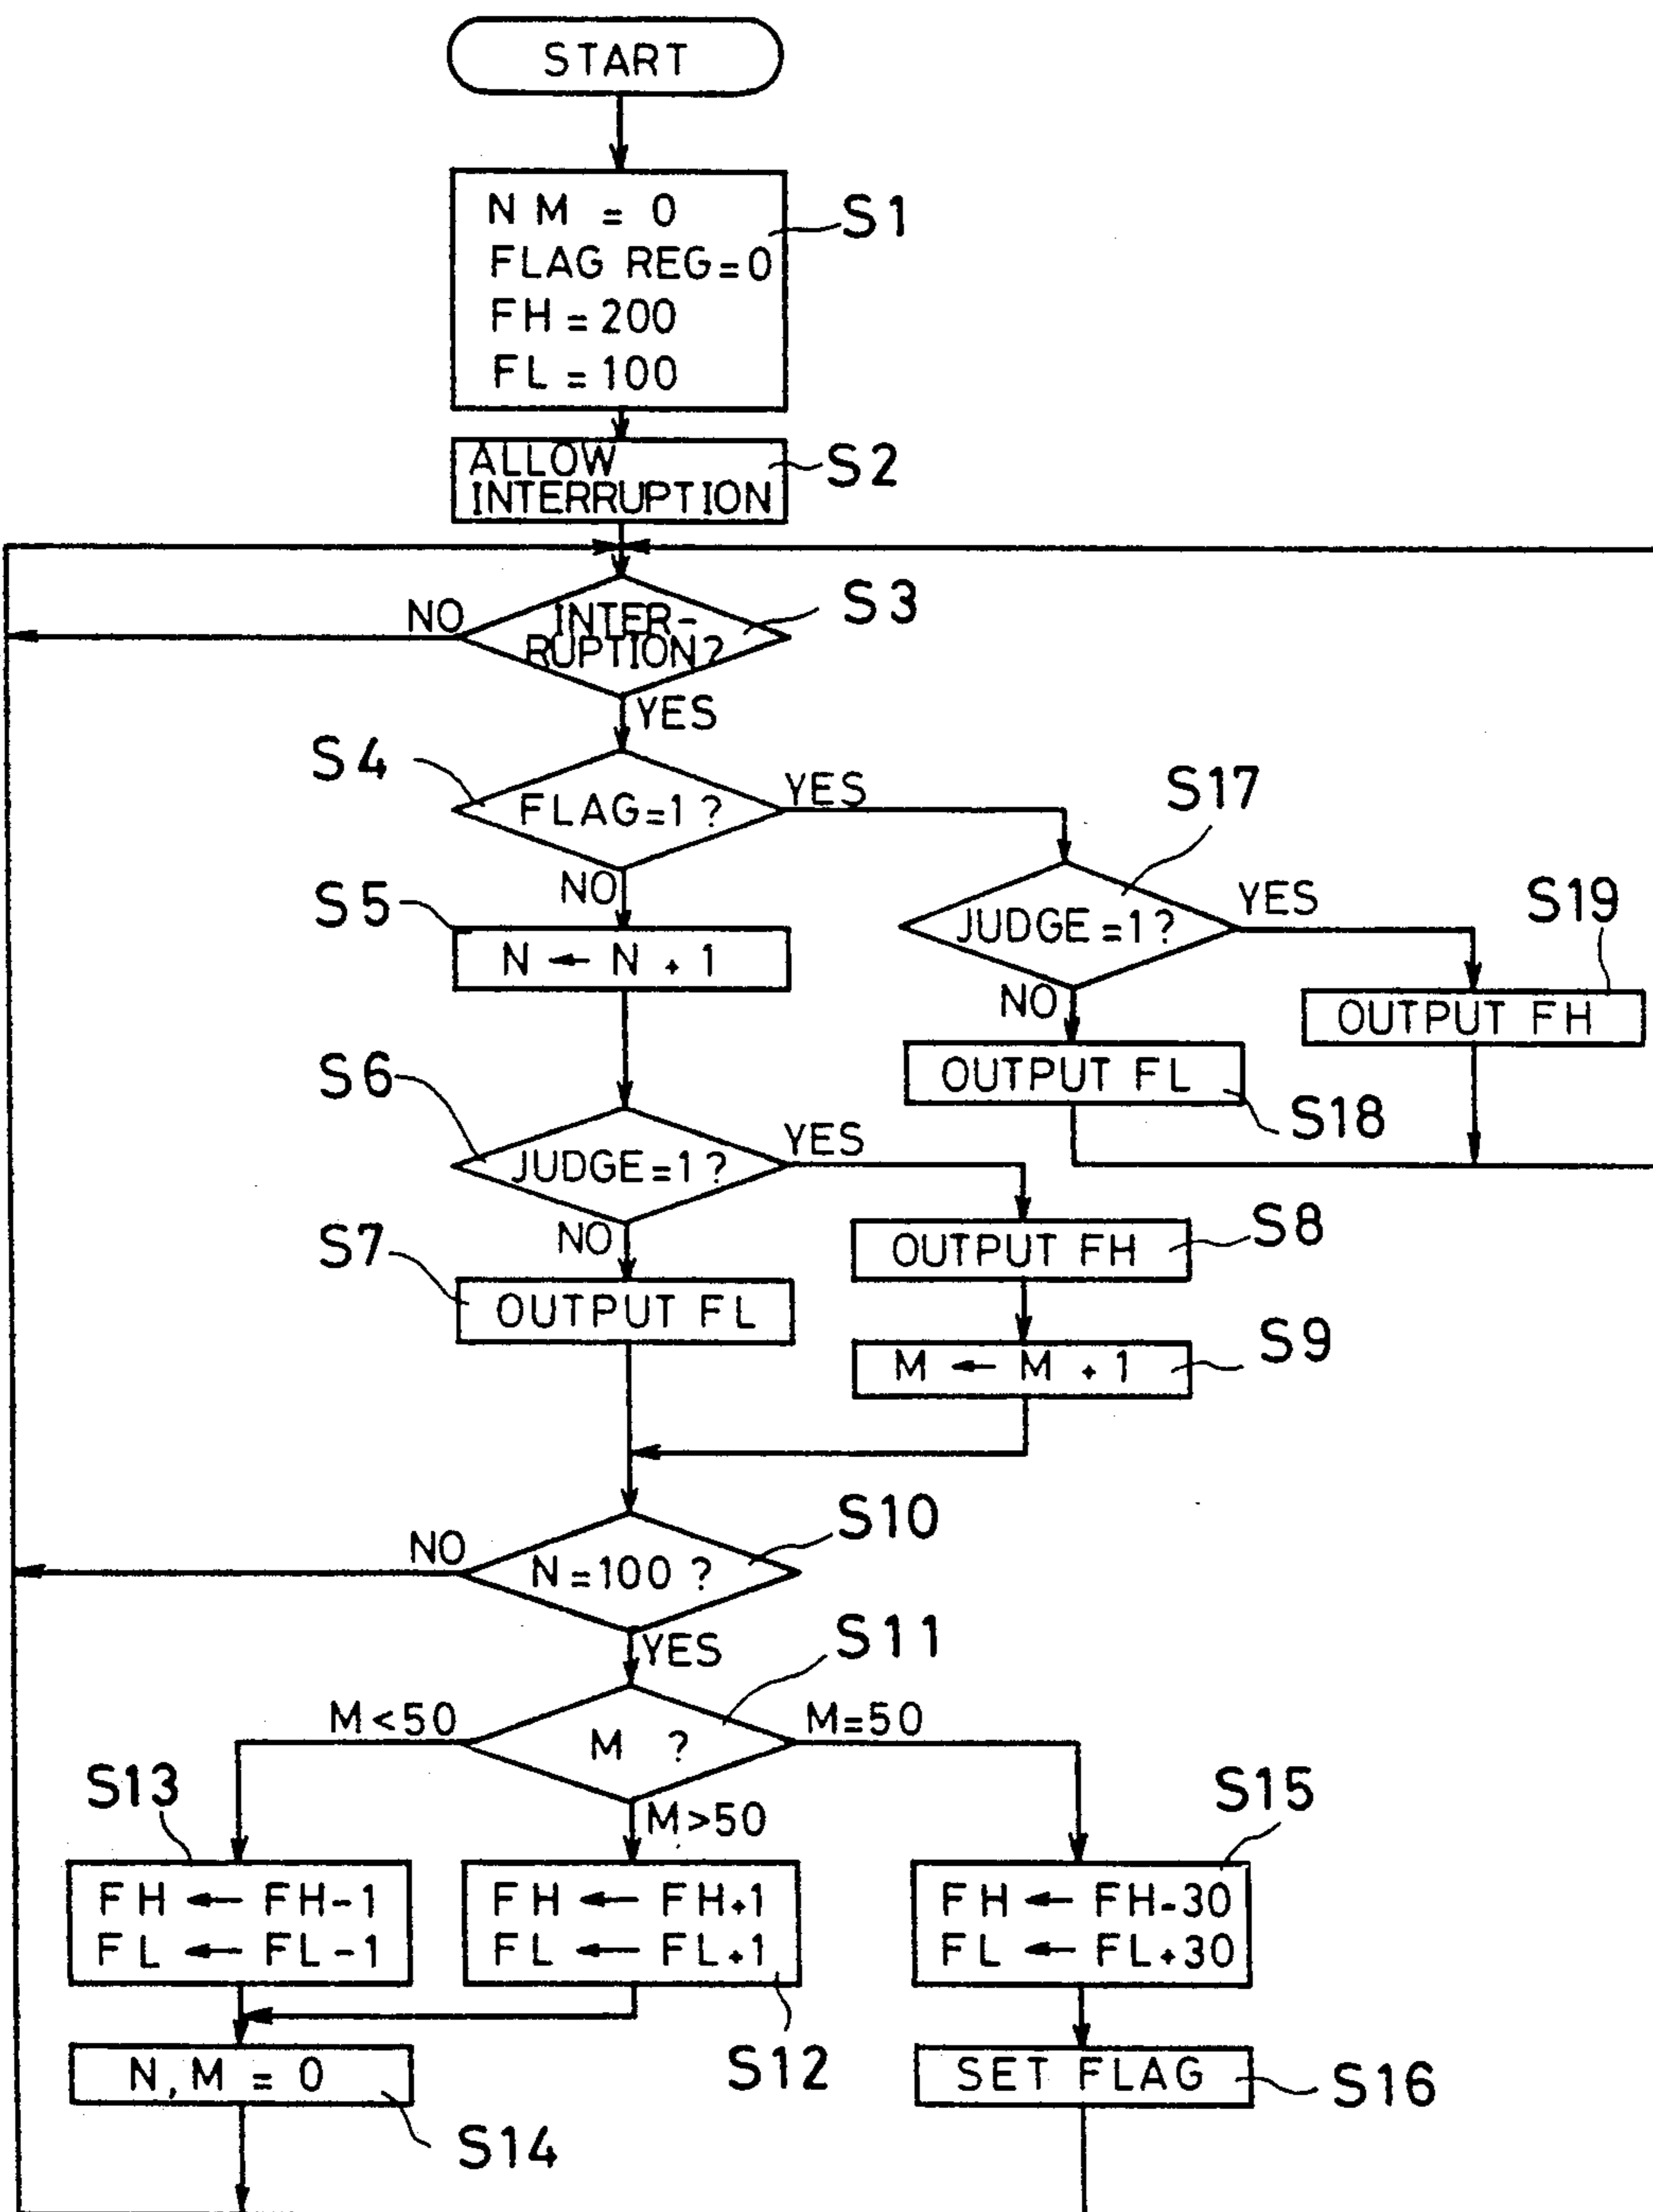 START
N M = 0
FLAG REG=0
FH = 200
FL = 100
S1
ALLOW
INTERRUPTION
S2
INTER-
RUPTION?
S3
NO
YES
S4
FLAG=1?
YES
NO
S17
JUDGE=1?
YES
NO
S19
OUTPUT FH
S5
N ← N + 1
OUTPUT FL
S18
S6
JUDGE=1?
YES
NO
S7
OUTPUT FL
OUTPUT FH
S8
M ← M + 1
S9
S10
NO
N=100 ?
YES
S11
M<50
M ?
M=50
M>50
S13
FH ← FH-1
FL ← FL-1
FH ← FH+1
FL ← FL+1
S12
S15
FH ← FH-30
FL ← FL+30
N, M = 0
S14
SET FLAG
S16